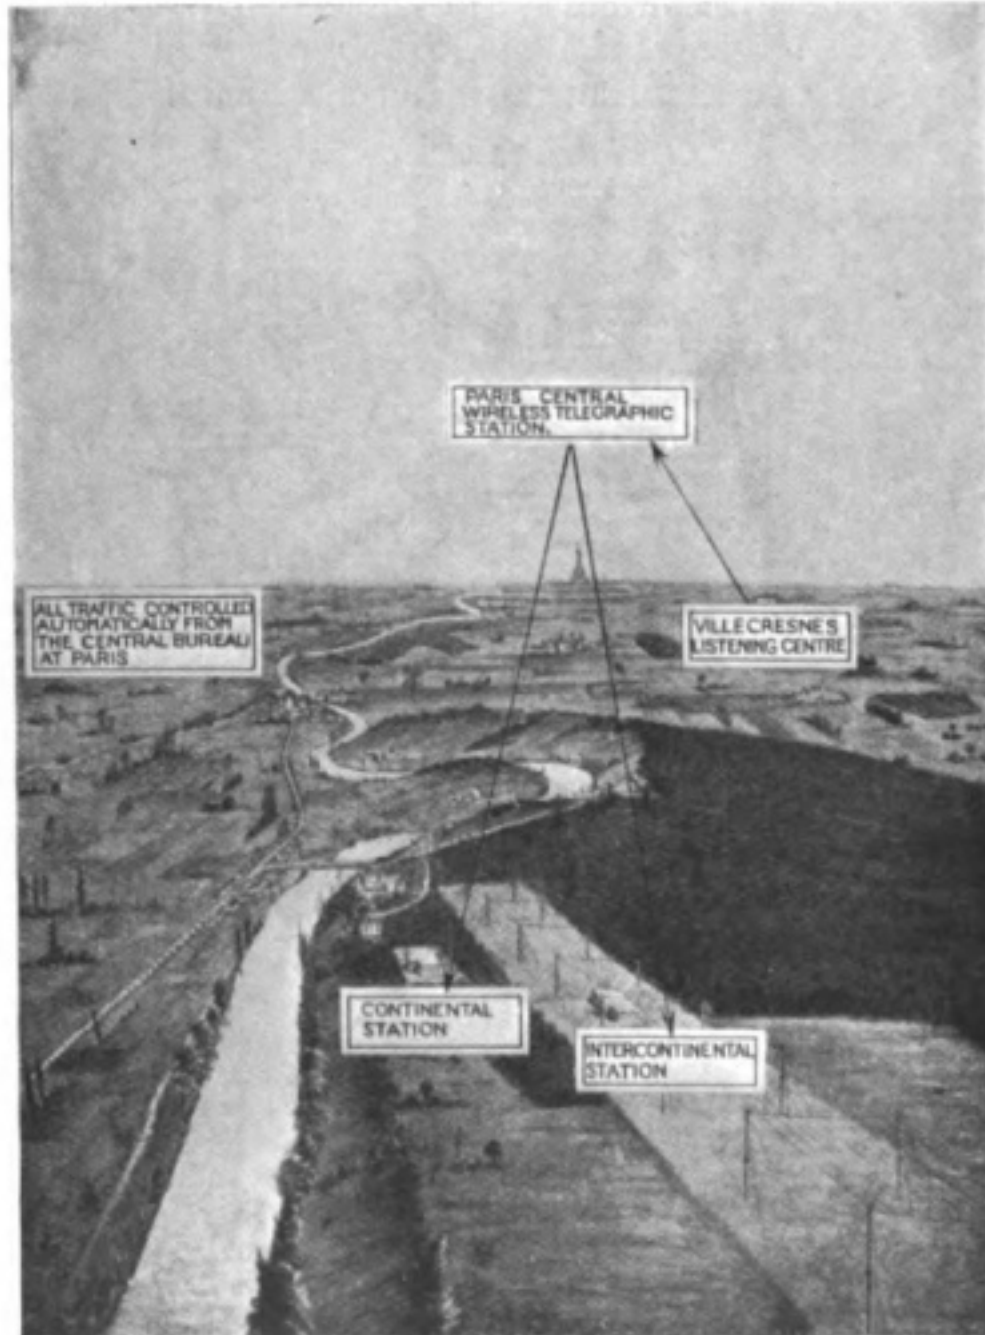 PARIS CENTRAL
WIRELESS TELEGRAPHIC
STATION.
ALL TRAFFIC CONTROLLED
AUTOMATICALLY FROM
THE CENTRAL BUREAU
AT PARIS
VILLECRESNES
LISTENING CENTRE
CONTINENTAL
STATION
INTERCONTINENTAL
STATION